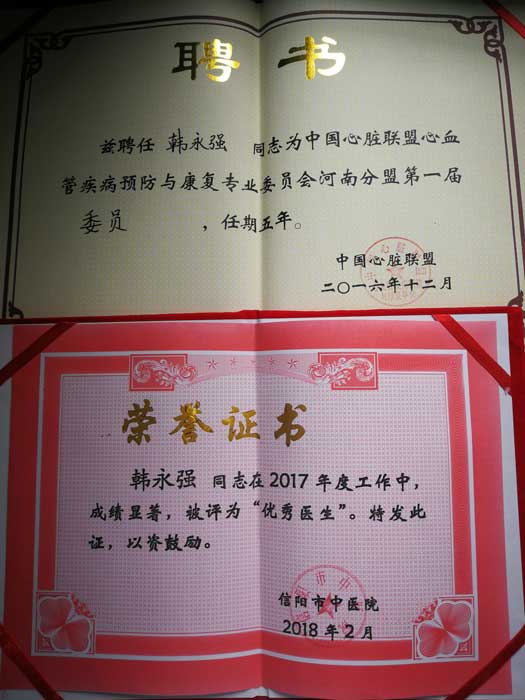 聘书
兹聘任 韩永强 同志为中国心脏联盟心血
管疾病预防与康复专业委员会河南分盟第一届
委员 ，任期五年。
中国心脏联盟
二〇一六年十二月
荣誉证书
韩永强 同志在2017年度工作中，
成绩显著，被评为“优秀医生”。特发此
证，以资鼓励。
信阳市中医院
2018年2月